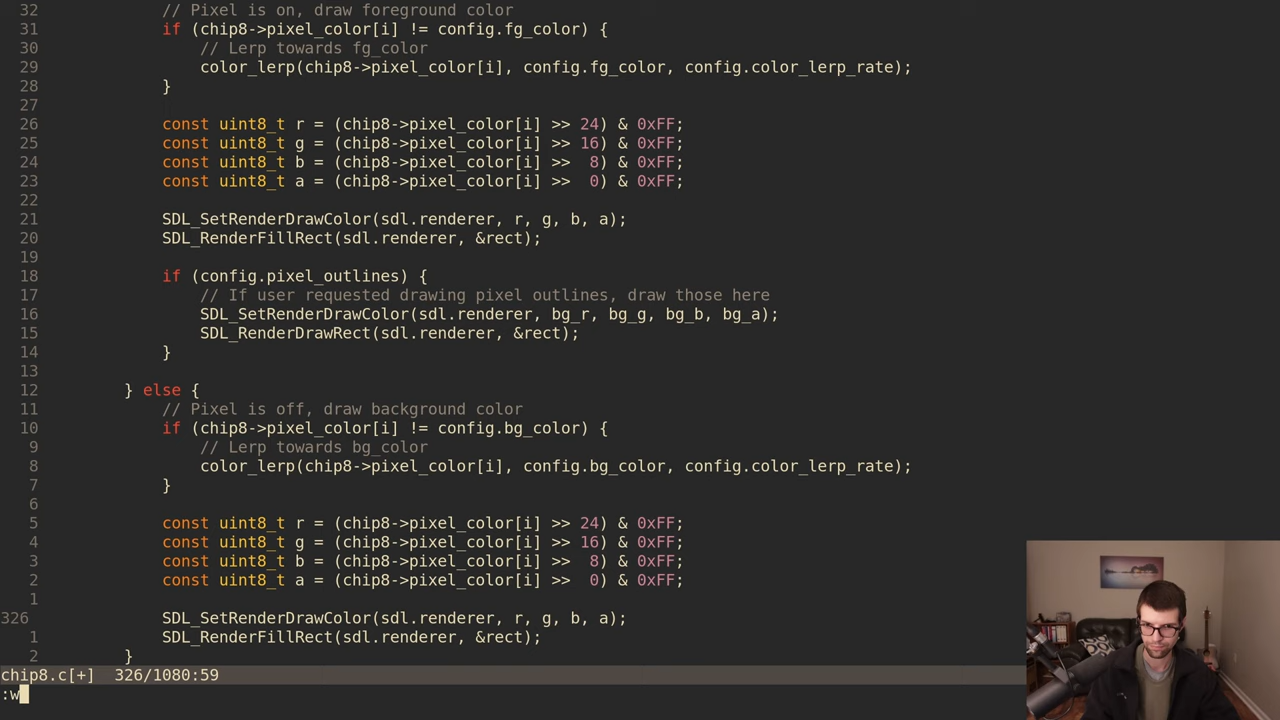 32 // Pixel is on, draw foreground color
31 if (chip8->pixel_color[i] != config.fg_color) {
30 // Lerp towards fg_color
29 color_lerp(chip8->pixel_color[i], config.fg_color, config.color_lerp_rate);
28 }
27
26 const uint8_t r = (chip8->pixel_color[i] >> 24) & 0xFF;
25 const uint8_t g = (chip8->pixel_color[i] >> 16) & 0xFF;
24 const uint8_t b = (chip8->pixel_color[i] >>  8) & 0xFF;
23 const uint8_t a = (chip8->pixel_color[i] >>  0) & 0xFF;
22
21 SDL_SetRenderDrawColor(sdl.renderer, r, g, b, a);
20 SDL_RenderFillRect(sdl.renderer, &rect);
19
18 if (config.pixel_outlines) {
17 // If user requested drawing pixel outlines, draw those here
16 SDL_SetRenderDrawColor(sdl.renderer, bg_r, bg_g, bg_b, bg_a);
15 SDL_RenderDrawRect(sdl.renderer, &rect);
14 }
13
12 } else {
11 // Pixel is off, draw background color
10 if (chip8->pixel_color[i] != config.bg_color) {
9 // Lerp towards bg_color
8 color_lerp(chip8->pixel_color[i], config.bg_color, config.color_lerp_rate);
7 }
6
5 const uint8_t r = (chip8->pixel_color[i] >> 24) & 0xFF;
4 const uint8_t g = (chip8->pixel_color[i] >> 16) & 0xFF;
3 const uint8_t b = (chip8->pixel_color[i] >>  8) & 0xFF;
2 const uint8_t a = (chip8->pixel_color[i] >>  0) & 0xFF;
1
326 SDL_SetRenderDrawColor(sdl.renderer, r, g, b, a);
1 SDL_RenderFillRect(sdl.renderer, &rect);
2 }
chip8.c[+]  326/1080:59
:w